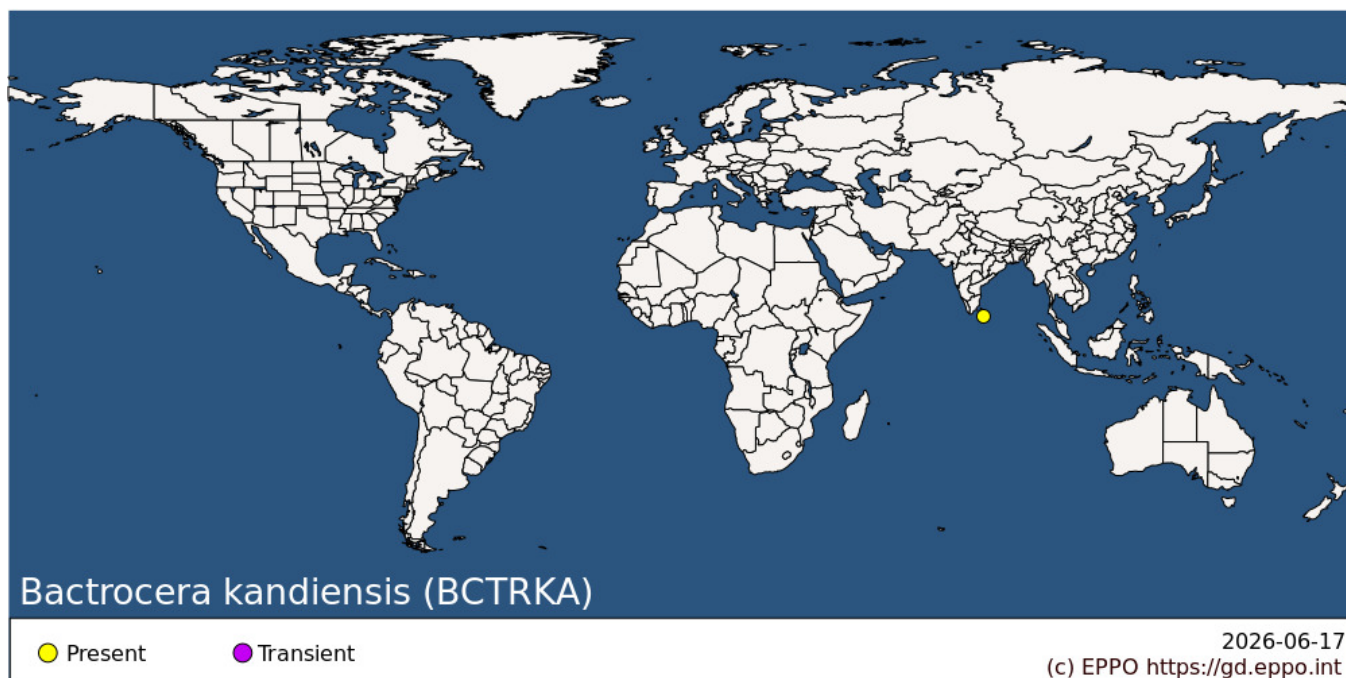 Bactrocera kandiensis (BCTRKA)
Present
Transient
2026-06-17
(c) EPPO https://gd.eppo.int